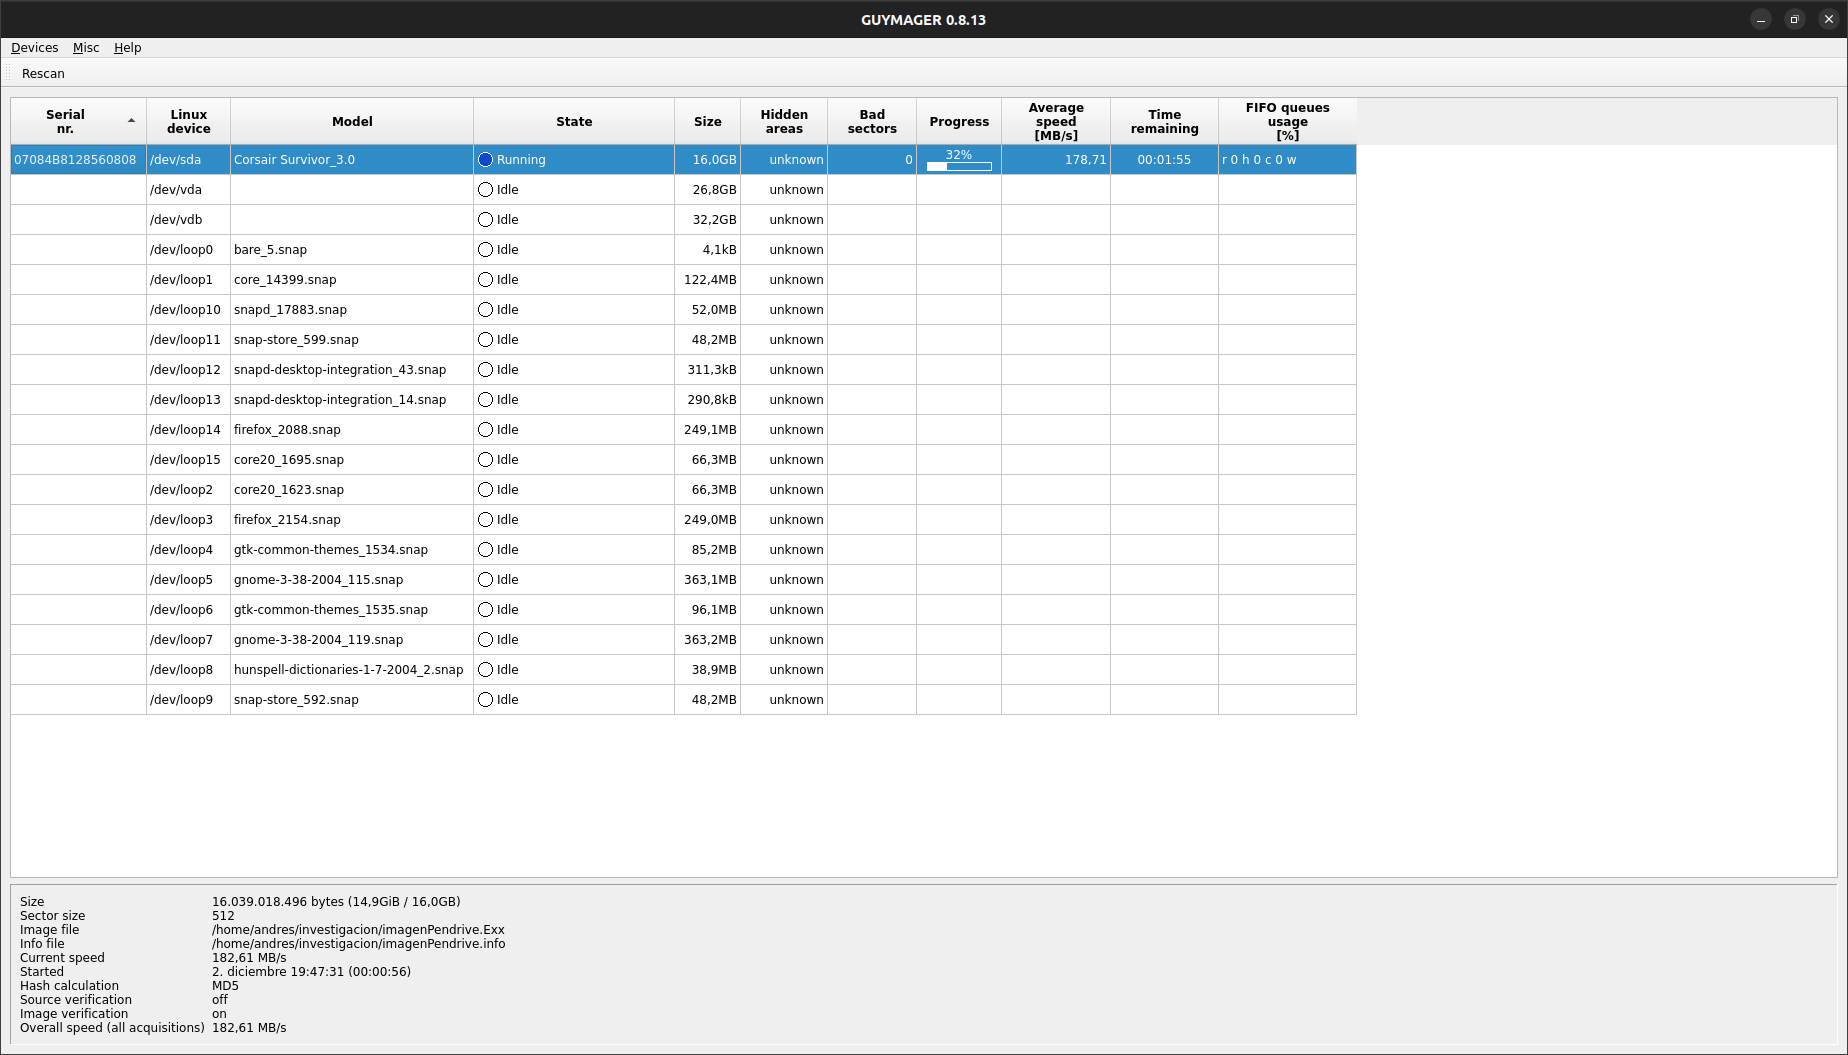 GUYMAGER 0.8.13
Devices Misc Help
Rescan
Serial nr. Linux device Model State Size Hidden areas Bad sectors Progress Average speed [MB/s] Time remaining FIFO queues usage [%]
07084B8128560808 /dev/sda Corsair Survivor_3.0 Running 16,0GB unknown 0 32% 178,71 00:01:55 r 0 h 0 c 0 w
/dev/vda Idle 26,8GB unknown
/dev/vdb Idle 32,2GB unknown
/dev/loop0 bare_5.snap Idle 4,1kB unknown
/dev/loop1 core_14399.snap Idle 122,4MB unknown
/dev/loop10 snapd_17883.snap Idle 52,0MB unknown
/dev/loop11 snap-store_599.snap Idle 48,2MB unknown
/dev/loop12 snapd-desktop-integration_43.snap Idle 311,3kB unknown
/dev/loop13 snapd-desktop-integration_14.snap Idle 290,8kB unknown
/dev/loop14 firefox_2088.snap Idle 249,1MB unknown
/dev/loop15 core20_1695.snap Idle 66,3MB unknown
/dev/loop2 core20_1623.snap Idle 66,3MB unknown
/dev/loop3 firefox_2154.snap Idle 249,0MB unknown
/dev/loop4 gtk-common-themes_1534.snap Idle 85,2MB unknown
/dev/loop5 gnome-3-38-2004_115.snap Idle 363,1MB unknown
/dev/loop6 gtk-common-themes_1535.snap Idle 96,1MB unknown
/dev/loop7 gnome-3-38-2004_119.snap Idle 363,2MB unknown
/dev/loop8 hunspell-dictionaries-1-7-2004_2.snap Idle 38,9MB unknown
/dev/loop9 snap-store_592.snap Idle 48,2MB unknown
Size 16.039.018.496 bytes (14,9GiB / 16,0GB)
Sector size 512
Image file /home/andres/investigacion/imagenPendrive.Exx
Info file /home/andres/investigacion/imagenPendrive.info
Current speed 182,61 MB/s
Started 2. diciembre 19:47:31 (00:00:56)
Hash calculation MD5
Source verification off
Image verification on
Overall speed (all acquisitions) 182,61 MB/s